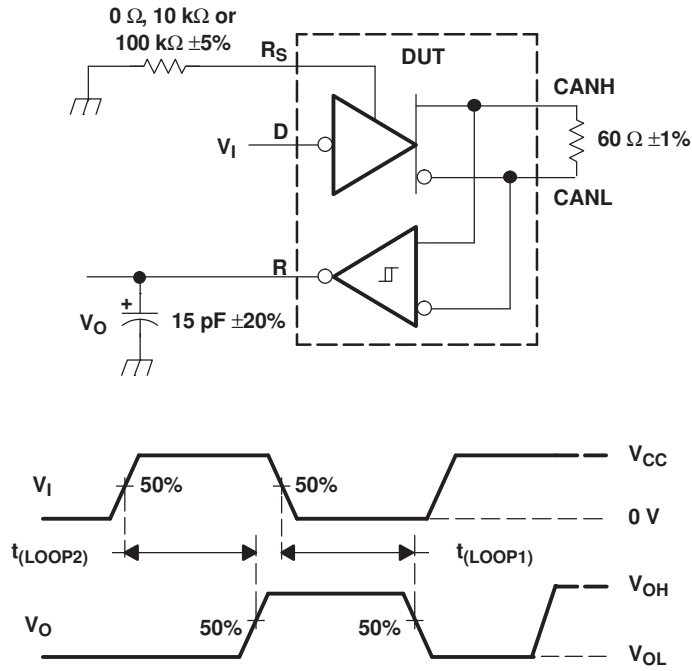 0 Ω, 10 kΩ or
100 kΩ ±5%
RS
DUT
CANH
D
VI
60 Ω ±1%
CANL
R
+
VO
15 pF ±20%
VI
50%
50%
VCC
0 V
t(LOOP2)
t(LOOP1)
VO
50%
50%
VOH
VOL